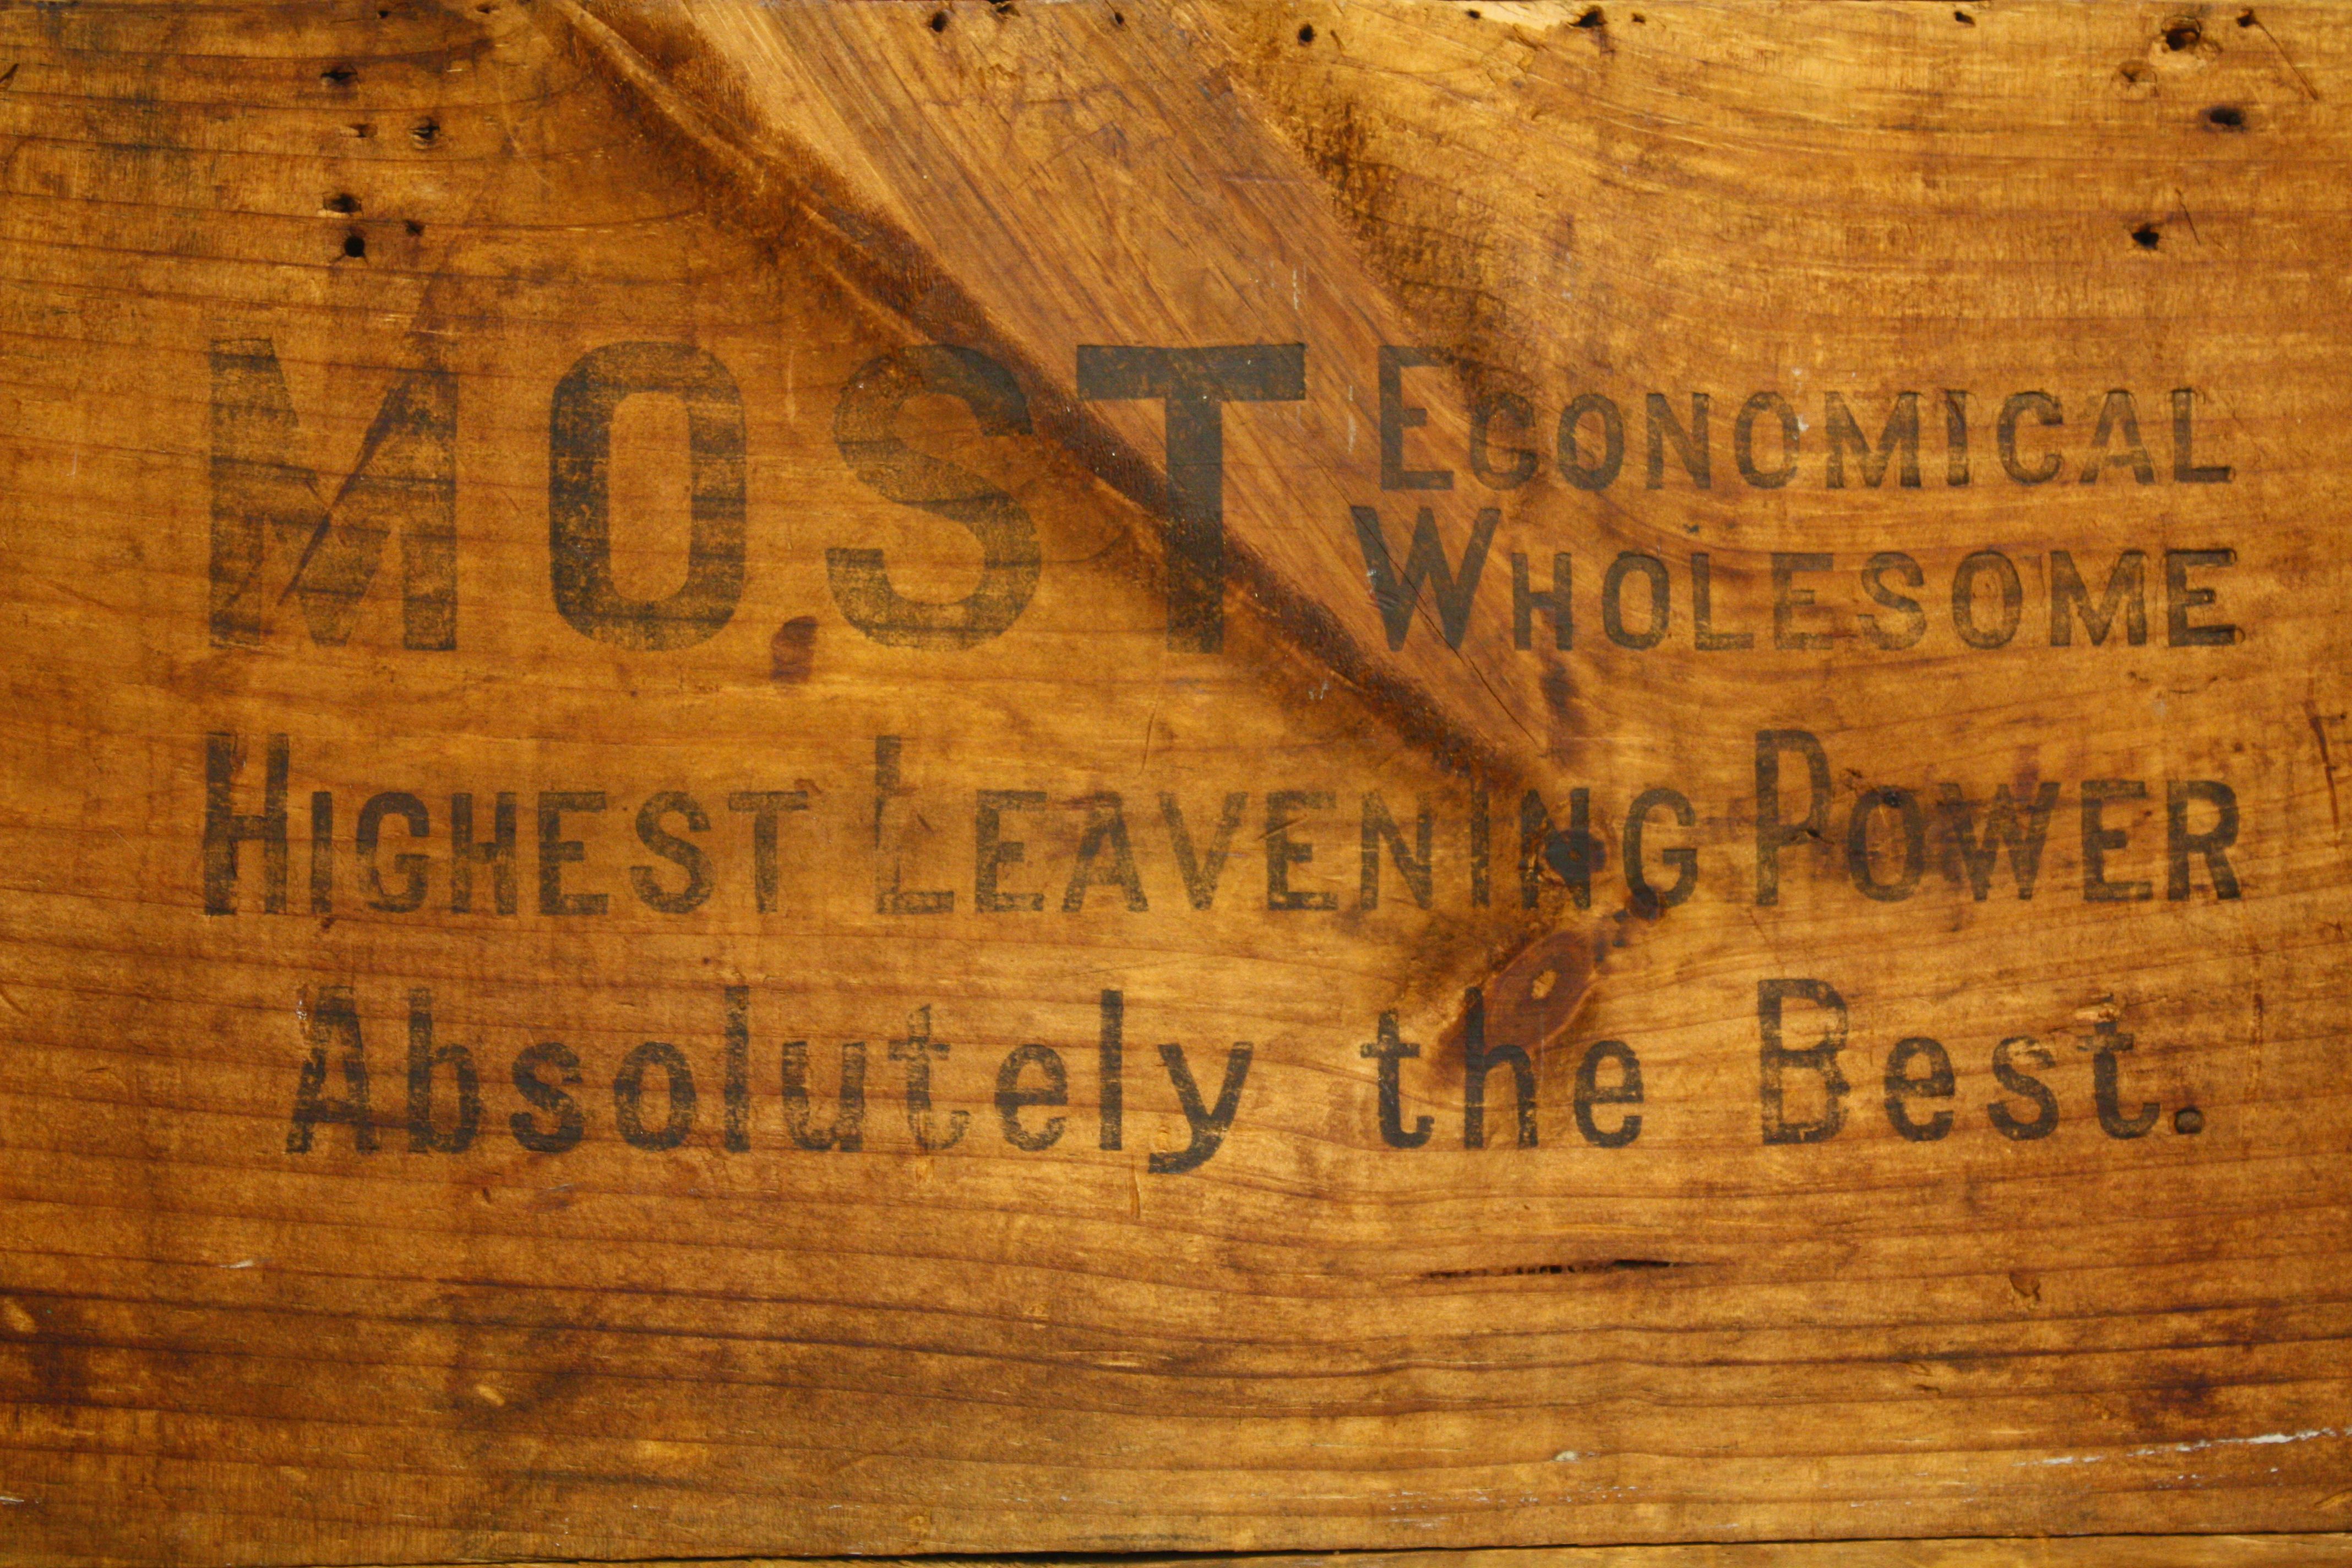 MOST ECONOMICAL
WHOLESOME
HIGHEST LEAVENING POWER
Absolutely the Best.